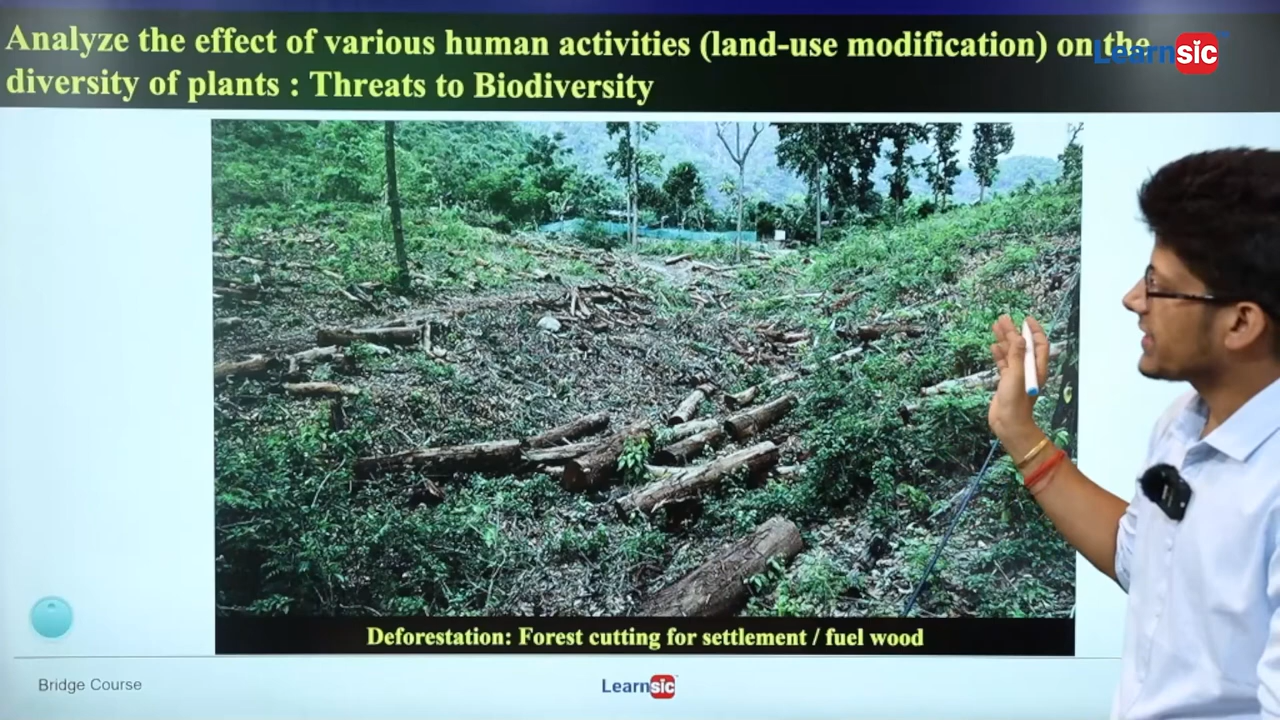 Analyze the effect of various human activities (land-use modification) on the
LearnSic
diversity of plants : Threats to Biodiversity
Deforestation: Forest cutting for settlement / fuel wood
Bridge Course
LearnSic